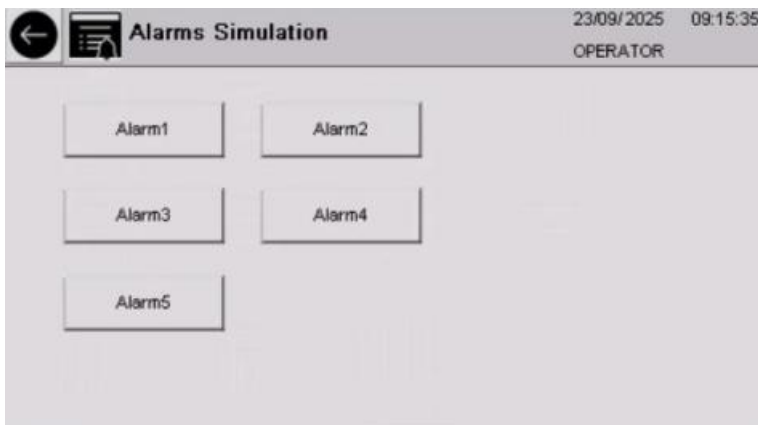 Alarms Simulation
23/09/2025 09:15:35
OPERATOR
Alarm1 Alarm2
Alarm3 Alarm4
Alarm5